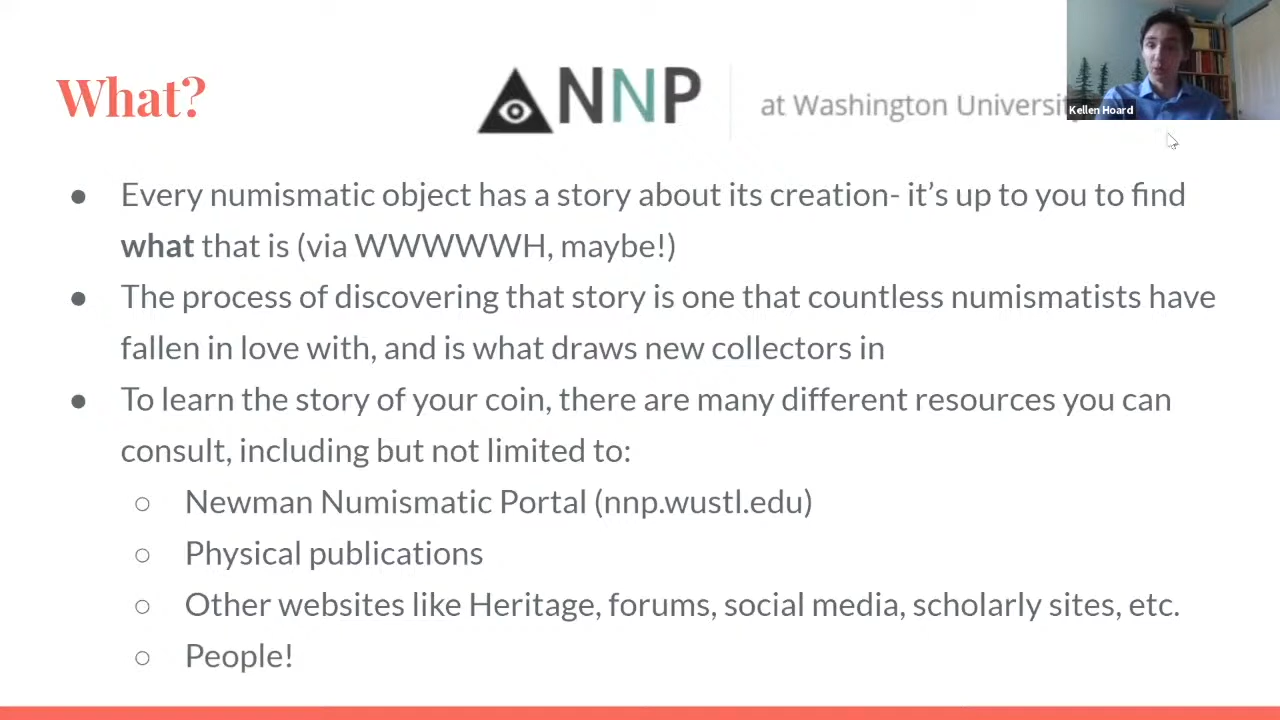 What?
NNP
at Washington University
Kellen Hoard
● Every numismatic object has a story about its creation- it’s up to you to find
what that is (via WWWWWH, maybe!)
● The process of discovering that story is one that countless numismatists have
fallen in love with, and is what draws new collectors in
● To learn the story of your coin, there are many different resources you can
consult, including but not limited to:
○ Newman Numismatic Portal (nnp.wustl.edu)
○ Physical publications
○ Other websites like Heritage, forums, social media, scholarly sites, etc.
○ People!